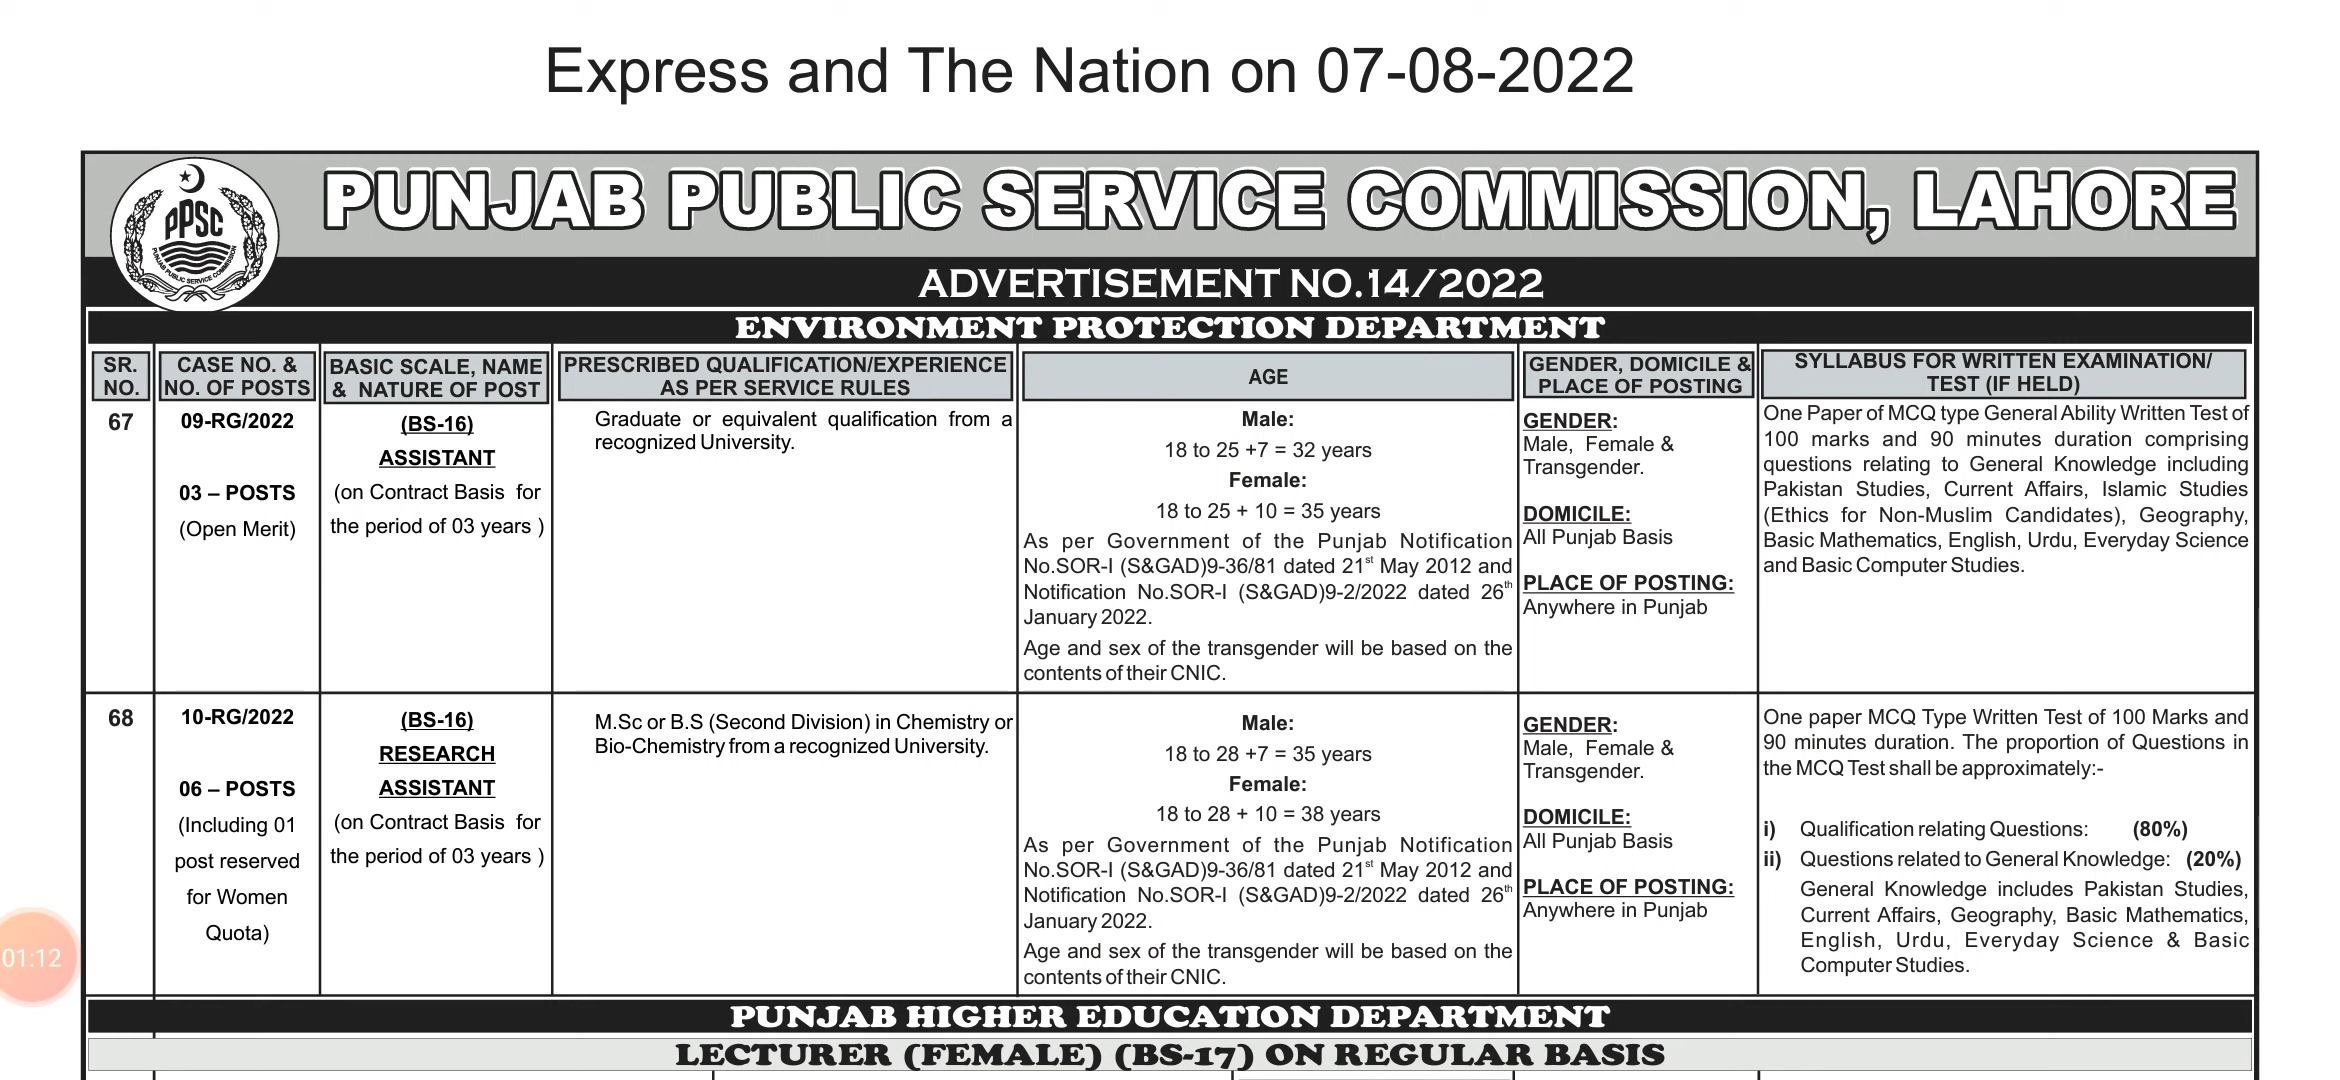 Express and The Nation on 07-08-2022
PPSC
PUNJAB PUBLIC SERVICE COMMISSION
PUNJAB PUBLIC SERVICE COMMISSION, LAHORE
ADVERTISEMENT NO.14/2022
ENVIRONMENT PROTECTION DEPARTMENT
SR.
NO.
CASE NO. &
NO. OF POSTS
BASIC SCALE, NAME
& NATURE OF POST
PRESCRIBED QUALIFICATION/EXPERIENCE
AS PER SERVICE RULES
AGE
GENDER, DOMICILE &
PLACE OF POSTING
SYLLABUS FOR WRITTEN EXAMINATION/
TEST (IF HELD)
67
09-RG/2022
03 – POSTS
(Open Merit)
(BS-16)
ASSISTANT
(on Contract Basis for
the period of 03 years )
Graduate or equivalent qualification from a
recognized University.
Male:
18 to 25 +7 = 32 years
Female:
18 to 25 + 10 = 35 years
As per Government of the Punjab Notification
No.SOR-I (S&GAD)9-36/81 dated 21st May 2012 and
Notification No.SOR-I (S&GAD)9-2/2022 dated 26th
January 2022.
Age and sex of the transgender will be based on the
contents of their CNIC.
GENDER:
Male, Female &
Transgender.
DOMICILE:
All Punjab Basis
PLACE OF POSTING:
Anywhere in Punjab
One Paper of MCQ type General Ability Written Test of
100 marks and 90 minutes duration comprising
questions relating to General Knowledge including
Pakistan Studies, Current Affairs, Islamic Studies
(Ethics for Non-Muslim Candidates), Geography,
Basic Mathematics, English, Urdu, Everyday Science
and Basic Computer Studies.
68
10-RG/2022
06 – POSTS
(Including 01
post reserved
for Women
Quota)
(BS-16)
RESEARCH
ASSISTANT
(on Contract Basis for
the period of 03 years )
M.Sc or B.S (Second Division) in Chemistry or
Bio-Chemistry from a recognized University.
Male:
18 to 28 +7 = 35 years
Female:
18 to 28 + 10 = 38 years
As per Government of the Punjab Notification
No.SOR-I (S&GAD)9-36/81 dated 21st May 2012 and
Notification No.SOR-I (S&GAD)9-2/2022 dated 26th
January 2022.
Age and sex of the transgender will be based on the
contents of their CNIC.
GENDER:
Male, Female &
Transgender.
DOMICILE:
All Punjab Basis
PLACE OF POSTING:
Anywhere in Punjab
One paper MCQ Type Written Test of 100 Marks and
90 minutes duration. The proportion of Questions in
the MCQ Test shall be approximately:-
i) Qualification relating Questions: (80%)
ii) Questions related to General Knowledge: (20%)
General Knowledge includes Pakistan Studies,
Current Affairs, Geography, Basic Mathematics,
English, Urdu, Everyday Science & Basic
Computer Studies.
01:12
PUNJAB HIGHER EDUCATION DEPARTMENT
LECTURER (FEMALE) (BS-17) ON REGULAR BASIS